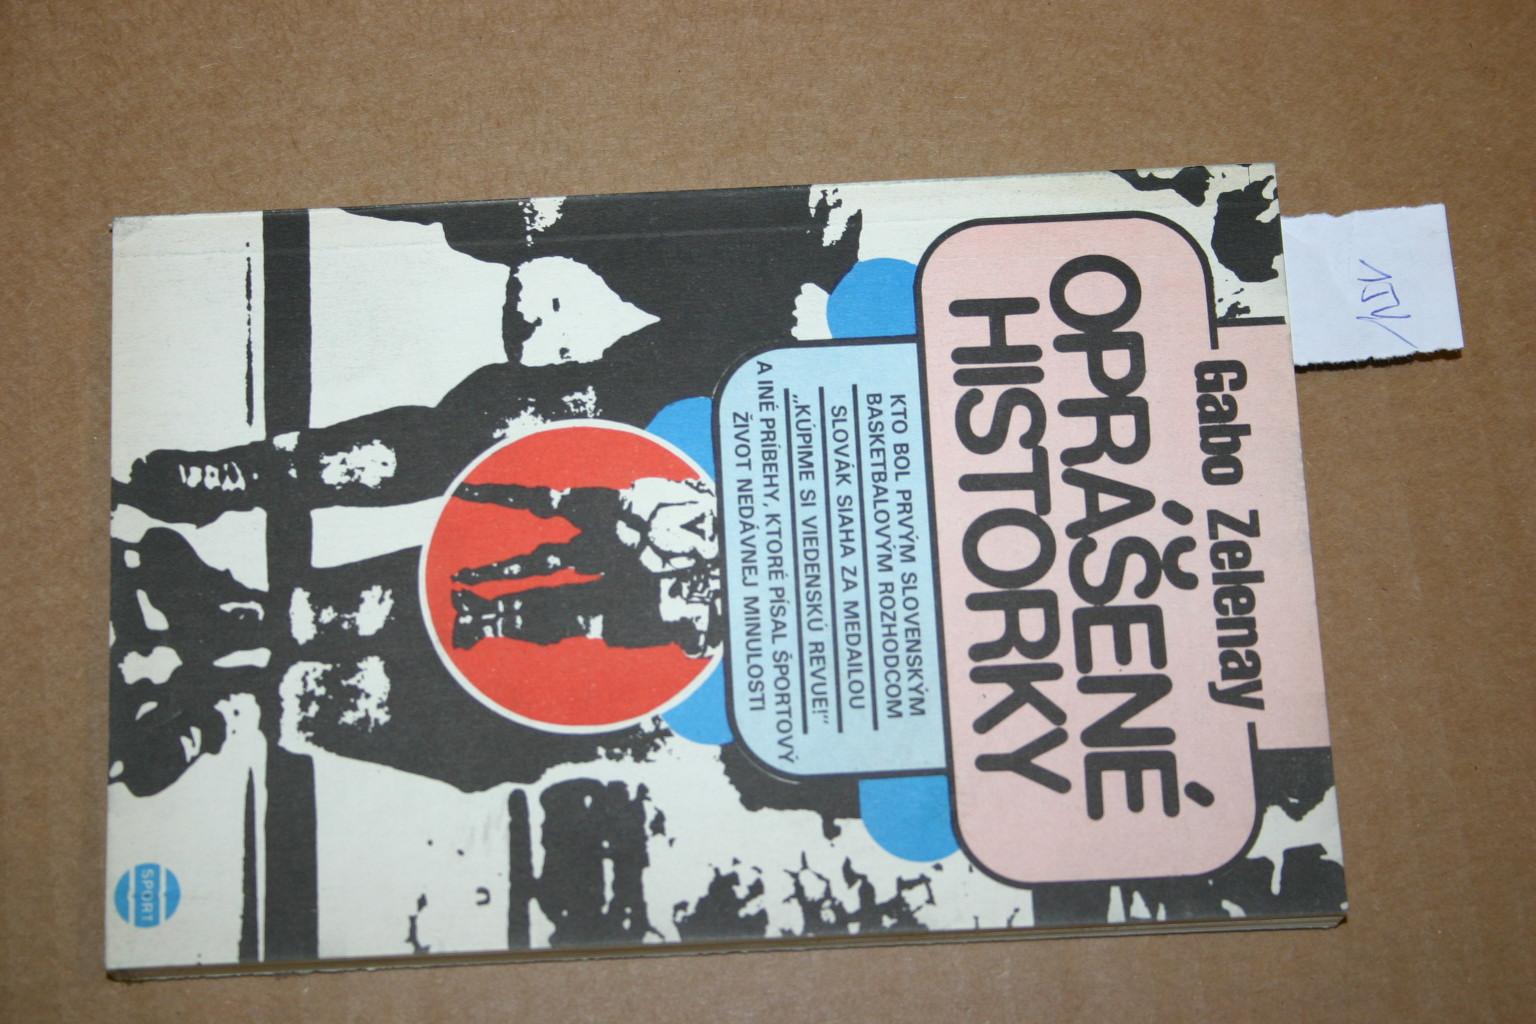 Gabo Zelenay
OPRÁŠENÉ
HISTORKY
KTO BOL PRVÝM SLOVENSKÝM
BASKETBALOVÝM ROZHODCOM
SLOVÁK SIAHA ZA MEDAILOU
„KÚPIME SI VIEDENSKÚ REVUE!“
A INÉ PRÍBEHY, KTORÉ PÍSAL ŠPORTOVÝ
ŽIVOT NEDÁVNEJ MINULOSTI
ŠPORT